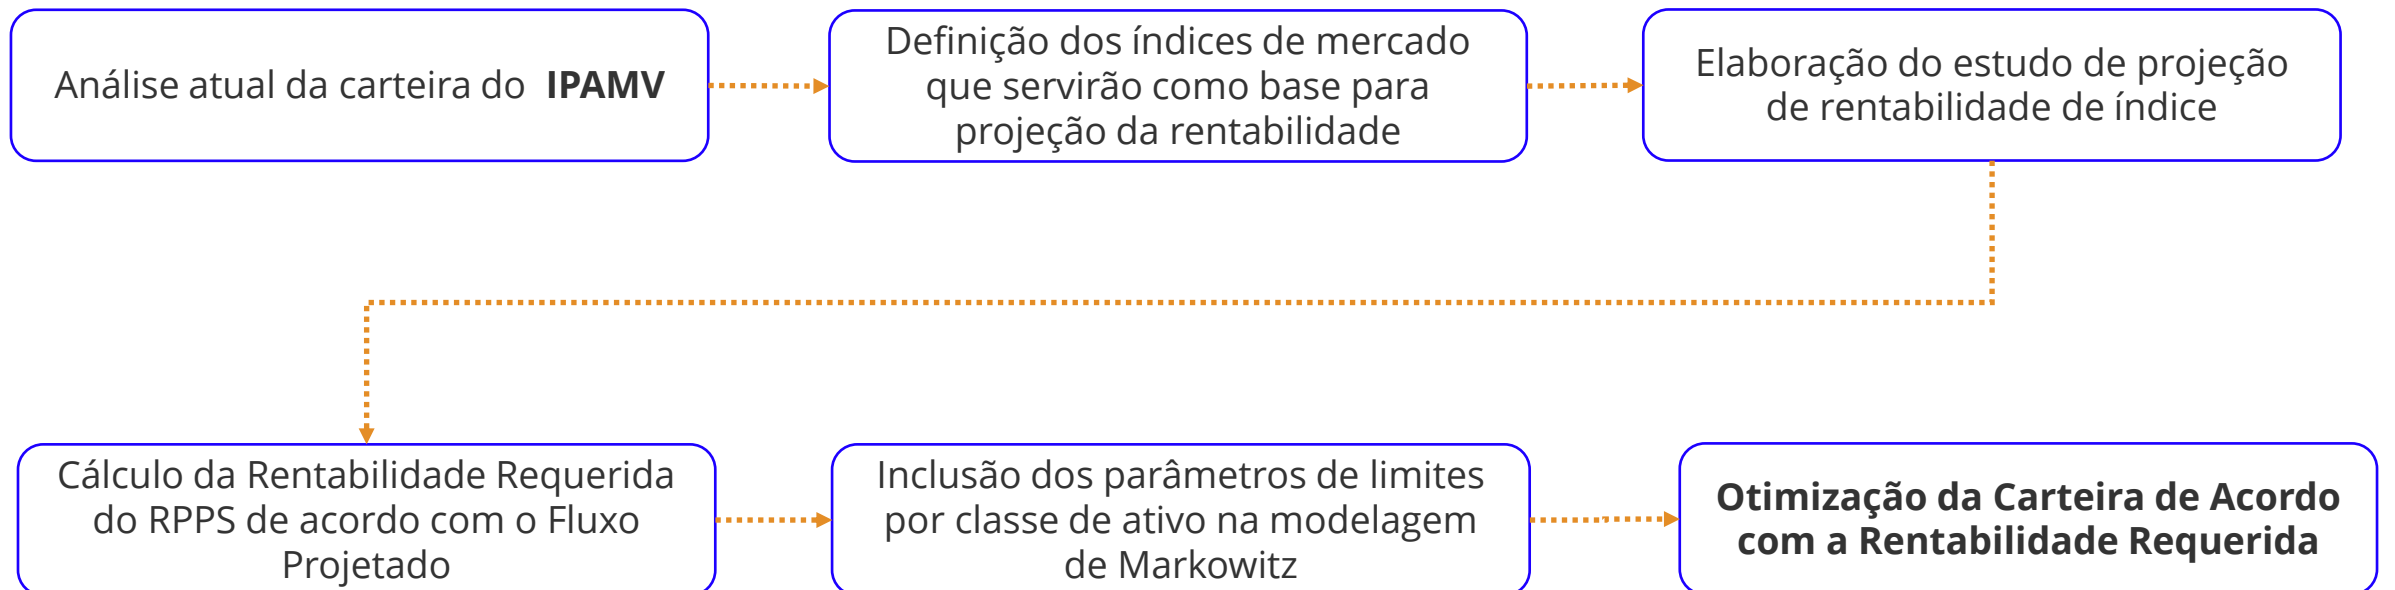 Análise atual da carteira do IPAMV
Definição dos índices de mercado
que servirão como base para
projeção da rentabilidade
Elaboração do estudo de projeção
de rentabilidade de índice
Cálculo da Rentabilidade Requerida
do RPPS de acordo com o Fluxo
Projetado
Inclusão dos parâmetros de limites
por classe de ativo na modelagem
de Markowitz
Otimização da Carteira de Acordo
com a Rentabilidade Requerida